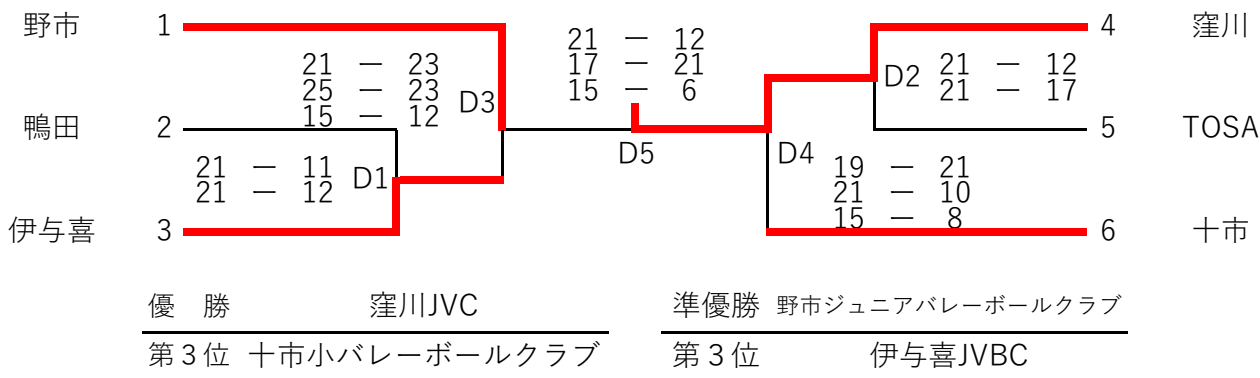 野市 1
21 ー 12
4 窪川
21 ー 23
17 ー 21
D2 21 ー 12
25 ー 23
15 ー 6
21 ー 17
15 ー 12
D3
鴨田 2
5 TOSA
D5
D4
21 ー 11
21 ー 12
D1
19 ー 21
21 ー 10
15 ー 8
伊与喜 3
6 十市
優 勝 窪川JVC
準優勝 野市ジュニアバレーボールクラブ
第3位 十市小バレーボールクラブ
第3位 伊与喜JVBC